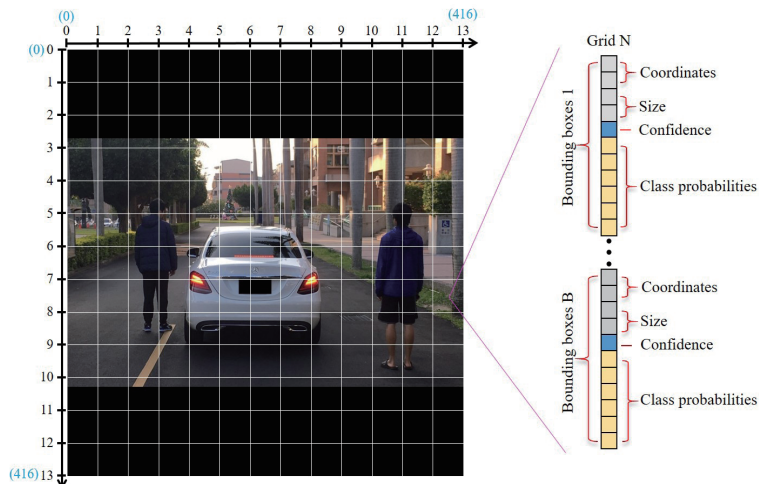 (0)
(416)
0 1 2 3 4 5 6 7 8 9 10 11 12 13
(0) 0
1
2
3
4
5
6
7
8
9
10
11
12
(416) 13
Grid N
Bounding boxes 1
Coordinates
Size
Confidence
Class probabilities
Bounding boxes B
Coordinates
Size
Confidence
Class probabilities